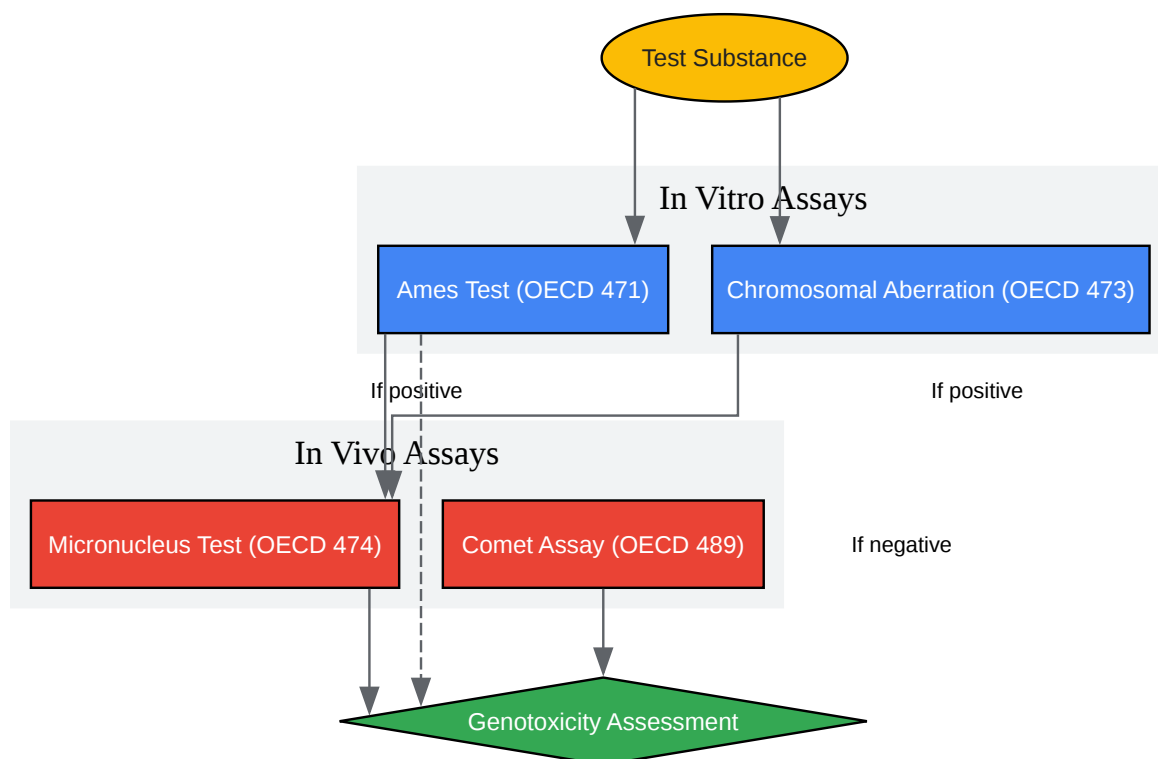 Test Substance
In Vitro Assays
Ames Test (OECD 471)
Chromosomal Aberration (OECD 473)
If positive
If positive
In Vivo Assays
Micronucleus Test (OECD 474)
Comet Assay (OECD 489)
If negative
Genotoxicity Assessment